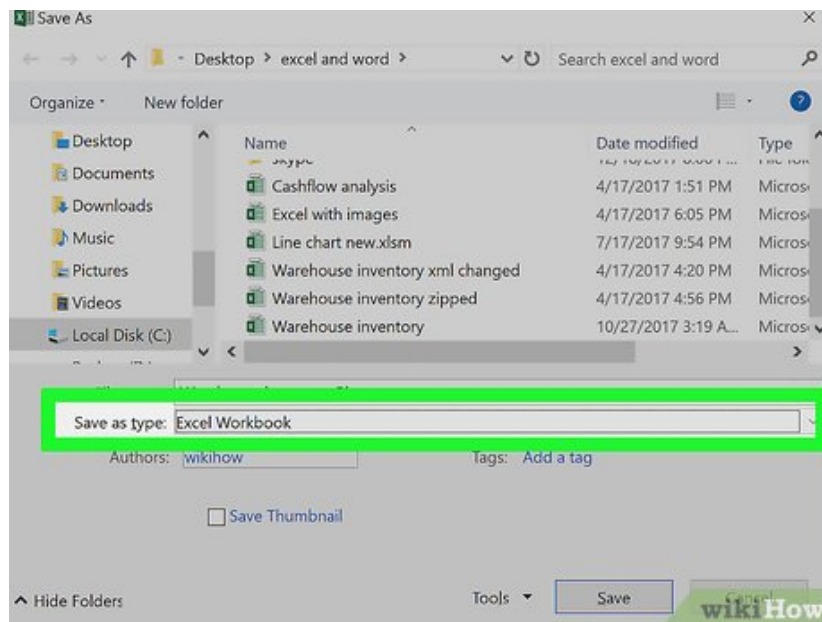 Save As
Desktop > excel and word >
Search excel and word
Organize
New folder
Desktop
Documents
Downloads
Music
Pictures
Videos
Local Disk (C:)
Name Date modified Type
Cashflow analysis 4/17/2017 1:51 PM
Excel with images 4/17/2017 6:05 PM
Line chart new.xlsm 7/17/2017 9:54 PM
Warehouse inventory xml changed 4/17/2017 4:20 PM
Warehouse inventory zipped 4/17/2017 4:56 PM
Warehouse inventory 10/27/2017 3:19 A...
Save as type: Excel Workbook
Authors: wikihow Tags: Add a tag
Save Thumbnail
Hide Folders Tools Save
wikiHow